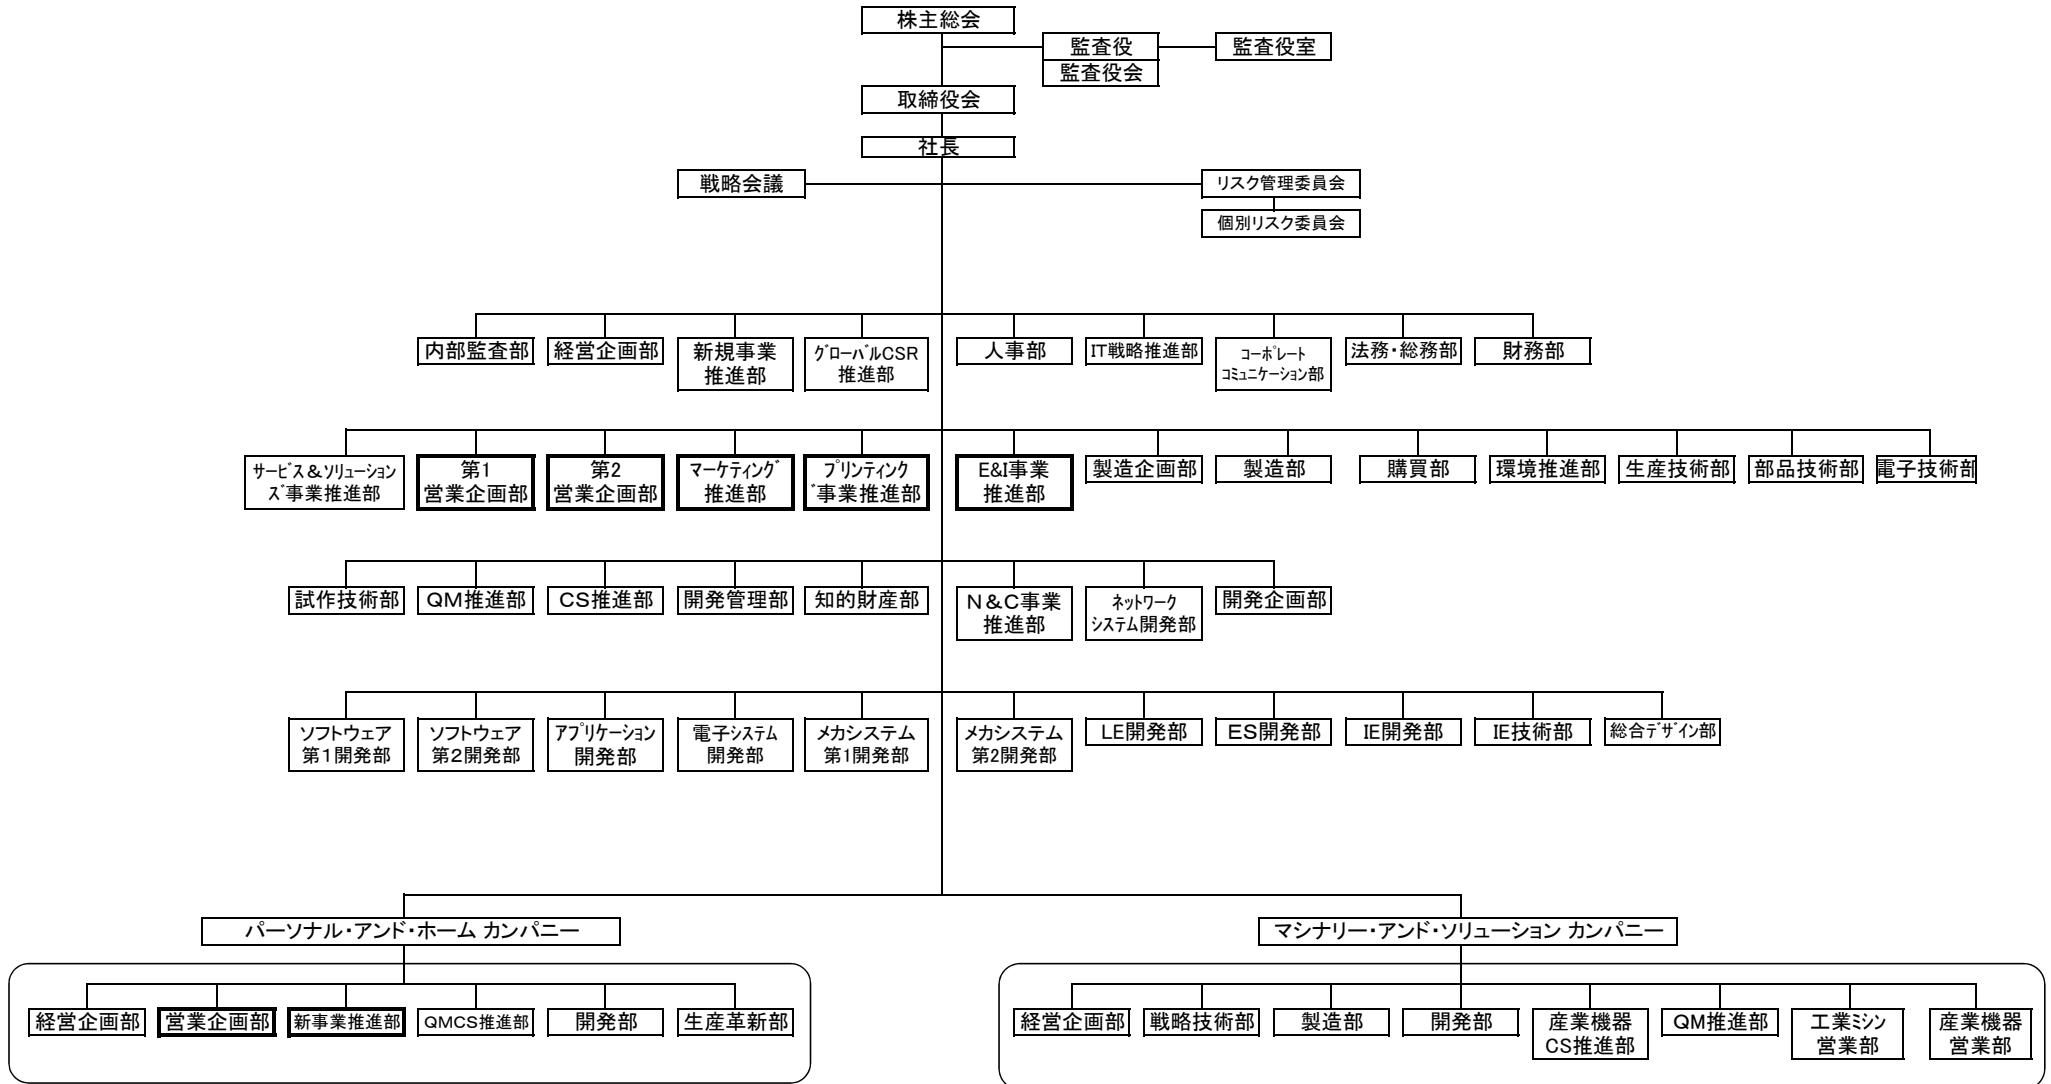 株主総会
監査役
監査役室
監査役会
取締役会
社長
戦略会議
リスク管理委員会
個別リスク委員会
内部監査部
経営企画部
新規事業
推進部
グローバルCSR
推進部
人事部
IT戦略推進部
コーポレート
コミュニケーション部
法務・総務部
財務部
サービス&ソリューション
ズ事業推進部
第1
営業企画部
第2
営業企画部
マーケティング
推進部
プリンティンク
゛事業推進部
E&I事業
推進部
製造企画部
製造部
購買部
環境推進部
生産技術部
部品技術部
電子技術部
試作技術部
QM推進部
CS推進部
開発管理部
知的財産部
N&C事業
推進部
ネットワーク
システム開発部
開発企画部
ソフトウェア
第1開発部
ソフトウェア
第2開発部
アプリケーション
開発部
電子システム
開発部
メカシステム
第1開発部
メカシステム
第2開発部
LE開発部
ES開発部
IE開発部
IE技術部
総合デザイン部
パーソナル・アンド・ホーム カンパニー
マシナリー・アンド・ソリューション カンパニー
経営企画部
営業企画部
新事業推進部
QMCS推進部
開発部
生産革新部
経営企画部
戦略技術部
製造部
開発部
産業機器
CS推進部
QM推進部
工業ミシン
営業部
産業機器
営業部